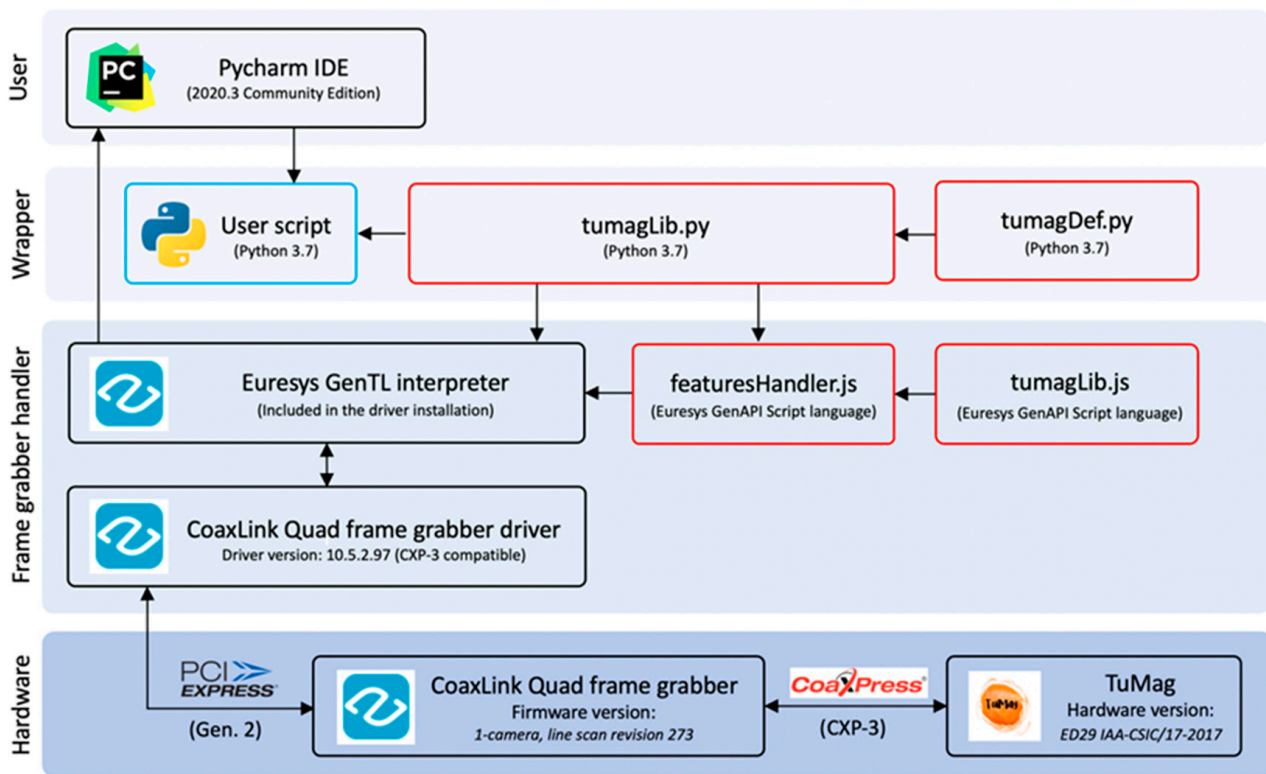 User
PC
Pycharm IDE
(2020.3 Community Edition)
Wrapper
User script
(Python 3.7)
tumagLib.py
(Python 3.7)
tumagDef.py
(Python 3.7)
Frame grabber handler
Euresys GenTL interpreter
(Included in the driver installation)
featuresHandler.js
(Euresys GenAPI Script language)
tumagLib.js
(Euresys GenAPI Script language)
CoaxLink Quad frame grabber driver
Driver version: 10.5.2.97 (CXP-3 compatible)
Hardware
PCI
EXPRESS®
(Gen. 2)
CoaxLink Quad frame grabber
Firmware version:
1-camera, line scan revision 273
CoaXPress®
(CXP-3)
TuMag
TuMag
Hardware version:
ED29 IAA-CSIC/17-2017